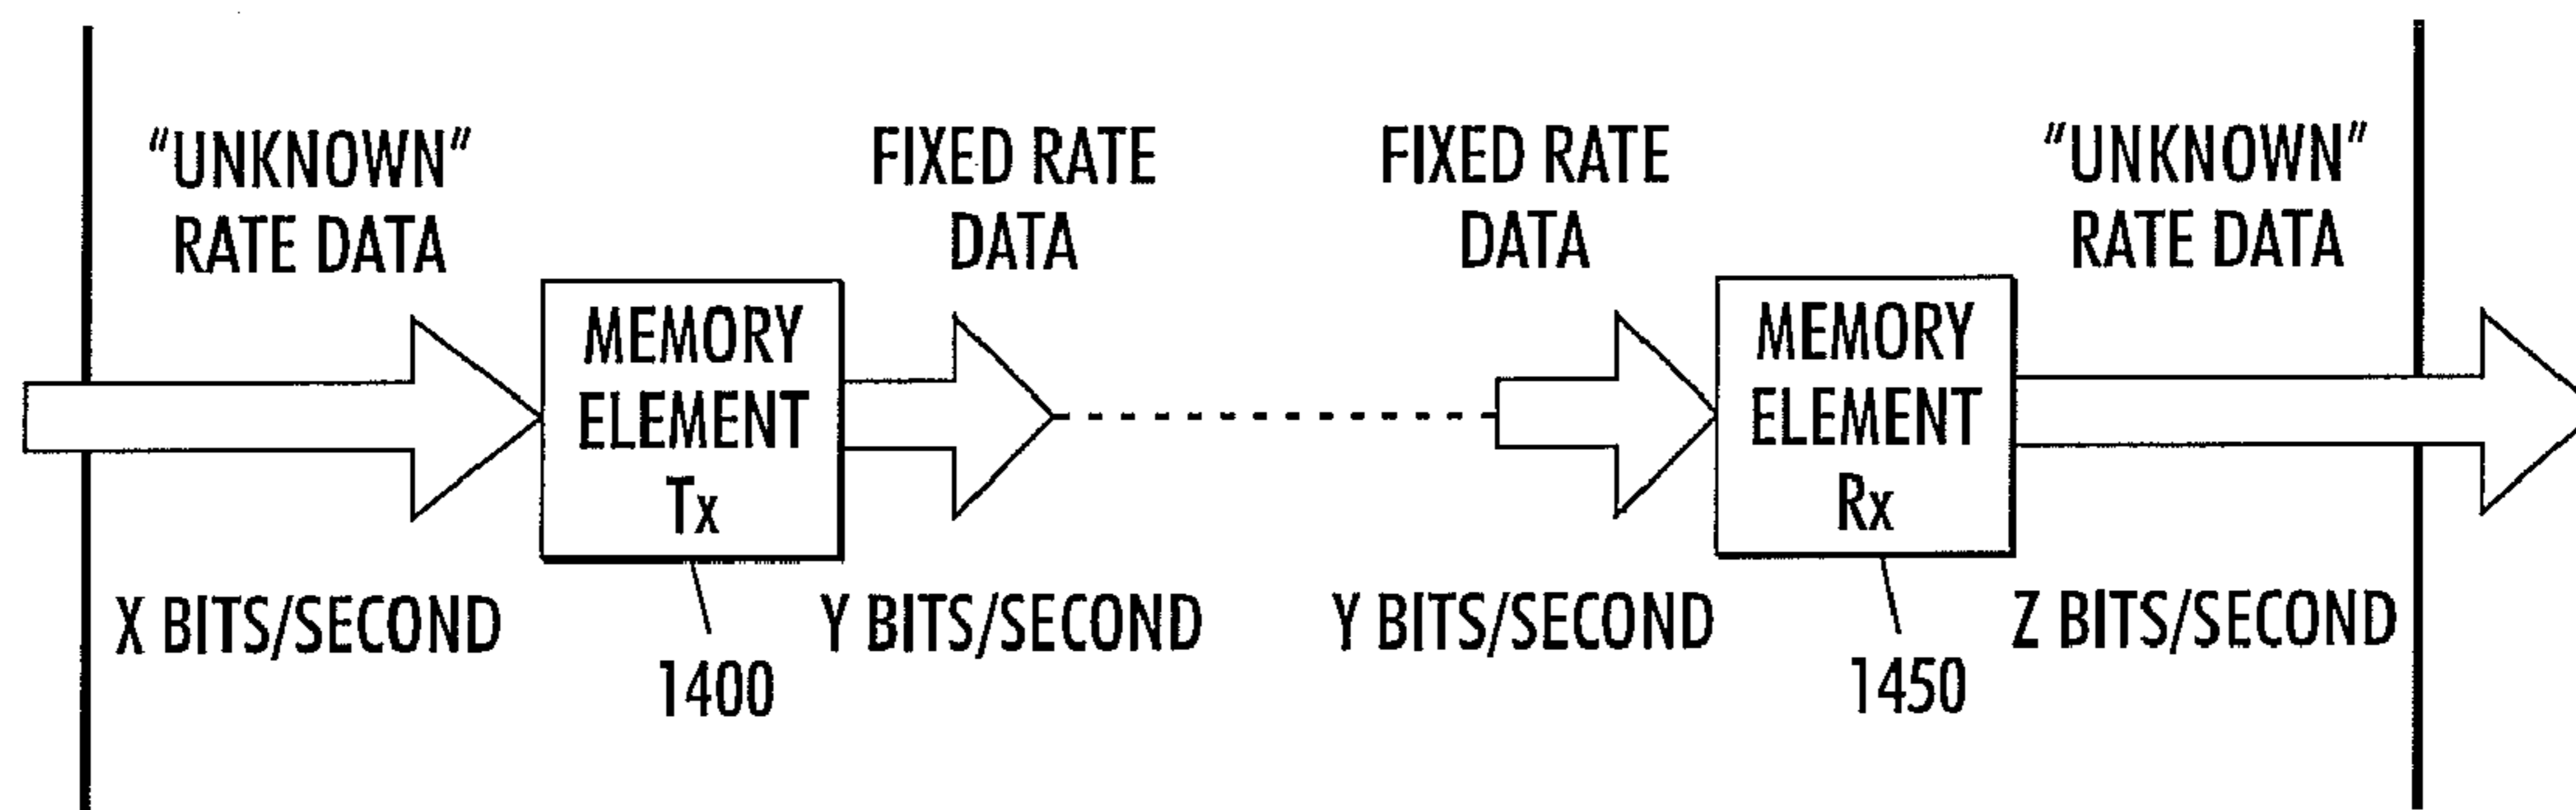 "UNKNOWN"
RATE DATA
FIXED RATE
DATA
FIXED RATE
DATA
"UNKNOWN"
RATE DATA
MEMORY
ELEMENT
Tx
MEMORY
ELEMENT
Rx
X BITS/SECOND
Y BITS/SECOND
Y BITS/SECOND
Z BITS/SECOND
1400
1450